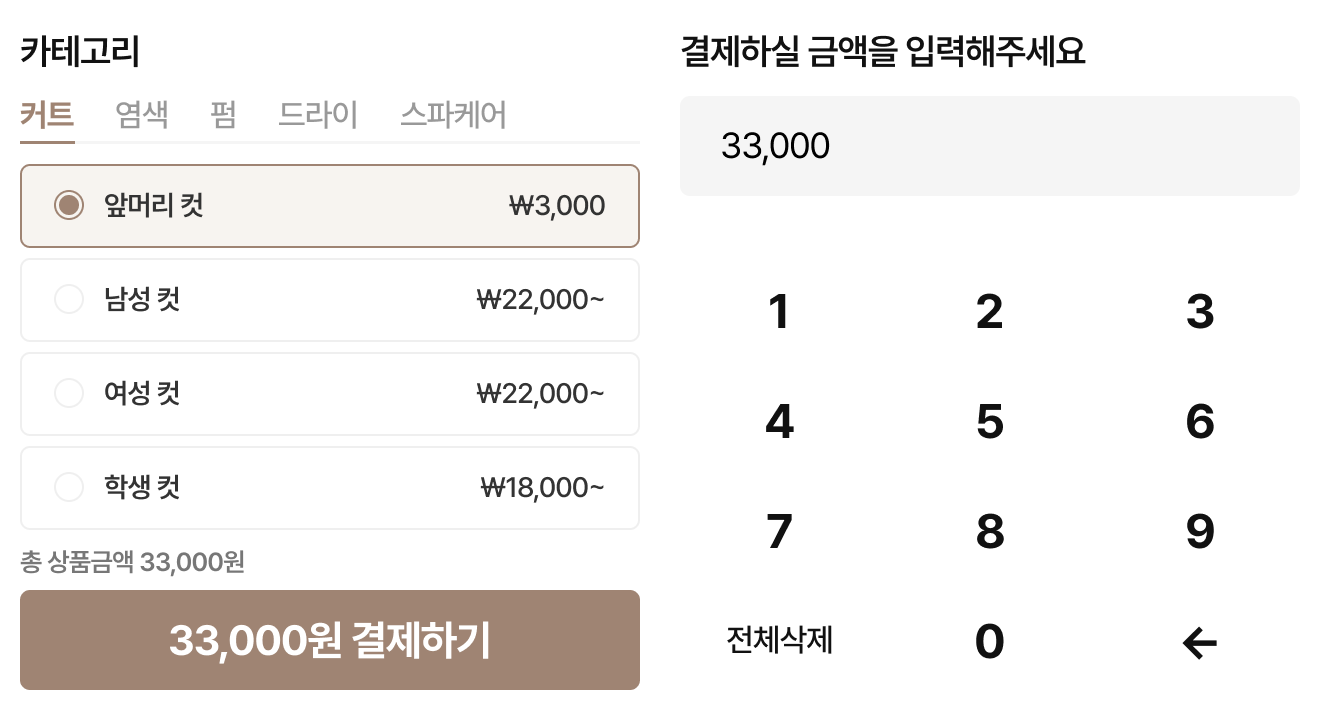 카테고리
커트 염색 펌 드라이 스파케어
앞머리 컷 ₩3,000
남성 컷 ₩22,000~
여성 컷 ₩22,000~
학생 컷 ₩18,000~
총 상품금액 33,000원
33,000원 결제하기
결제하실 금액을 입력해주세요
33,000
1 2 3
4 5 6
7 8 9
전체삭제 0 ←